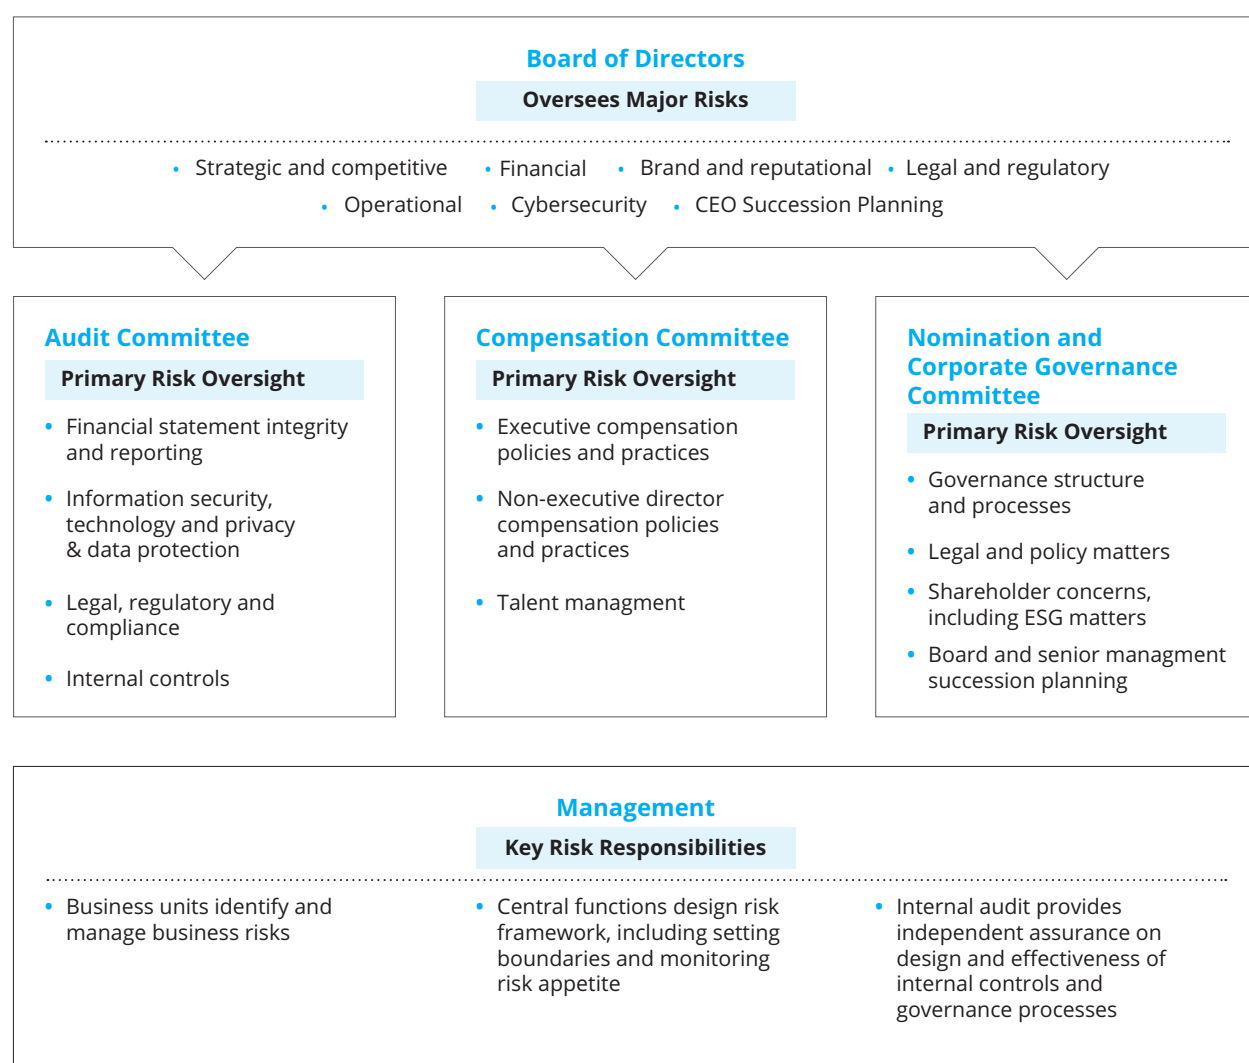 Board of Directors
Oversees Major Risks
• Strategic and competitive • Financial • Brand and reputational • Legal and regulatory
• Operational • Cybersecurity • CEO Succession Planning
Audit Committee
Primary Risk Oversight
• Financial statement integrity
and reporting
• Information security,
technology and privacy
& data protection
• Legal, regulatory and
compliance
• Internal controls
Compensation Committee
Primary Risk Oversight
• Executive compensation
policies and practices
• Non-executive director
compensation policies
and practices
• Talent managment
Nomination and
Corporate Governance
Committee
Primary Risk Oversight
• Governance structure
and processes
• Legal and policy matters
• Shareholder concerns,
including ESG matters
• Board and senior managment
succession planning
Management
Key Risk Responsibilities
• Business units identify and
manage business risks
• Central functions design risk
framework, including setting
boundaries and monitoring
risk appetite
• Internal audit provides
independent assurance on
design and effectiveness of
internal controls and
governance processes